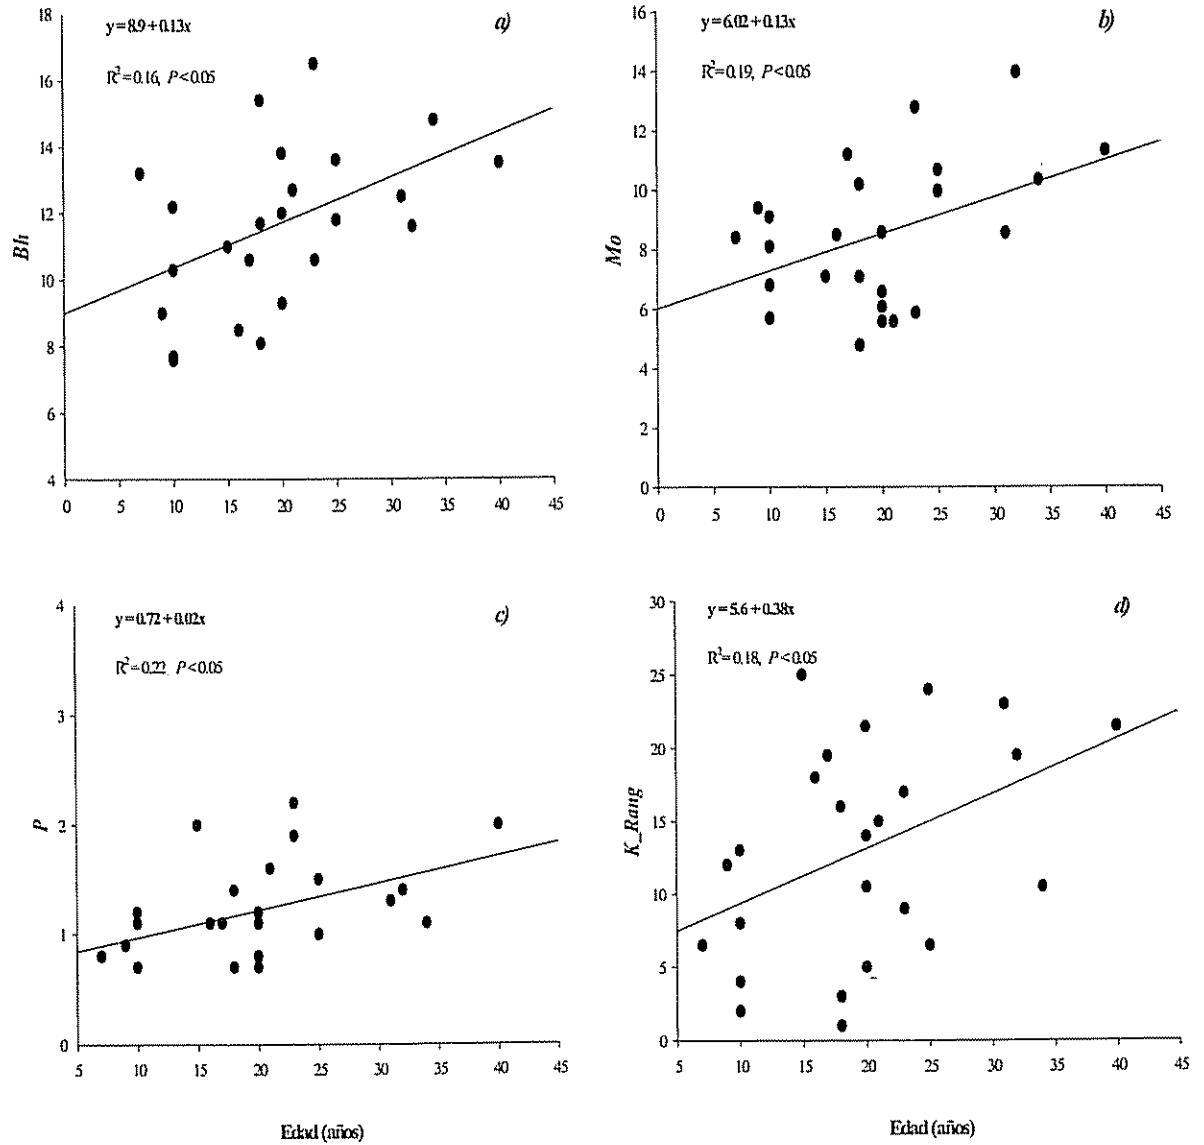 a)
y=8.9+0.13x
R²=0.16, P<0.05
18
16
14
12
10
8
6
4
Bh
0 5 10 15 20 25 30 35 40 45
b)
y=6.02+0.13x
R²=0.19, P<0.05
16
14
12
10
8
6
4
2
0
Mo
0 5 10 15 20 25 30 35 40 45
c)
y=0.72+0.02x
R²=0.22, P<0.05
4
3
2
1
0
P
5 10 15 20 25 30 35 40 45
Edad (años)
d)
y=5.6+0.38x
R²=0.18, P<0.05
30
25
20
15
10
5
0
K_Rang
5 10 15 20 25 30 35 40 45
Edad (años)